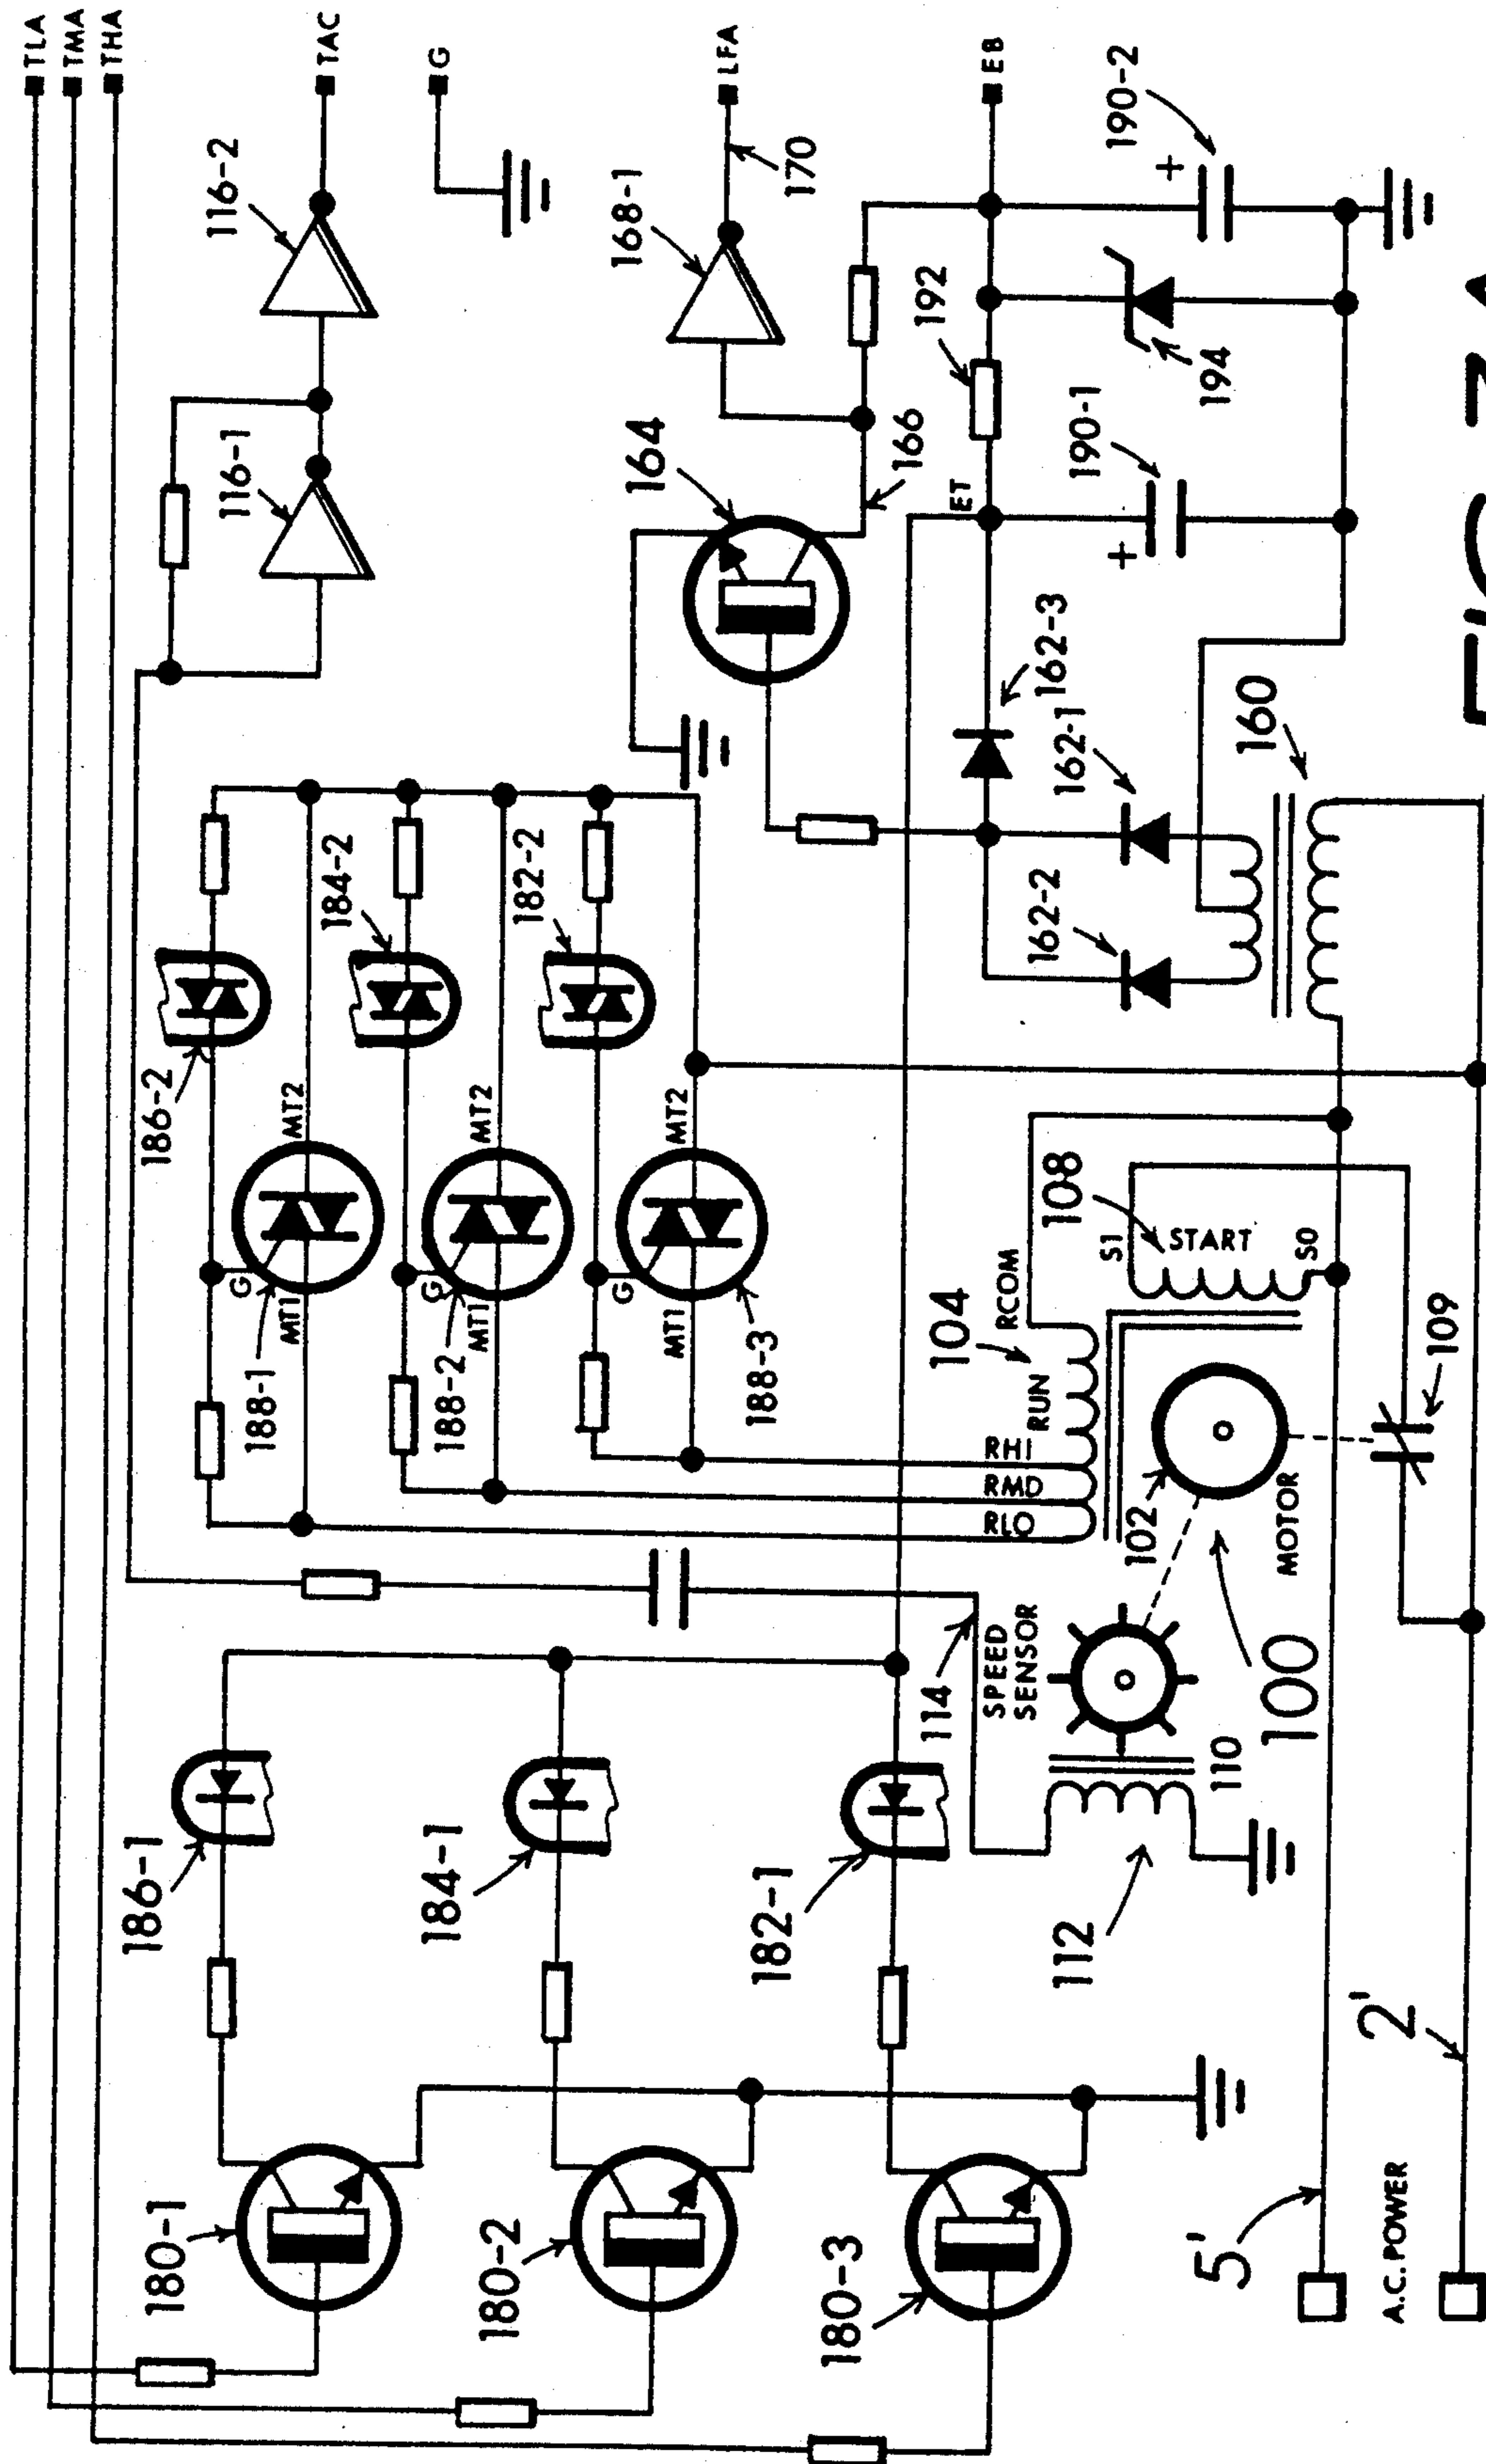 TLA
TMA
THA
TAC
G
LFA
EB
116-2
116-1
168-1
170
190-2
192
194
190-1
164
166
ET
162-3
162-1
162-2
160
186-2
184-2
182-2
G
MT1
MT2
188-1
G
MT1
MT2
188-2
G
MT1
MT2
188-3
RLO
RMD
RHI
RUN
RCOM
104
108
S1
START
S0
109
102
MOTOR
100
114
SPEED
SENSOR
110
112
186-1
184-1
182-1
180-1
180-2
180-3
5'
A.C. POWER
2'